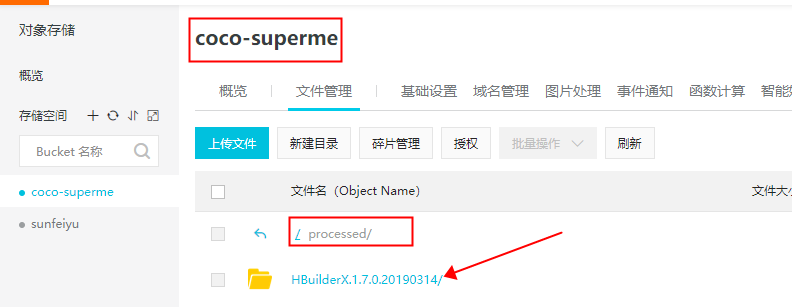 对象存储
coco-superme
概览
概览 文件管理 基础设置 域名管理 图片处理 事件通知 函数计算 智能
存储空间
Bucket 名称
上传文件 新建目录 碎片管理 授权 批量操作 刷新
coco-superme
sunfeiyu
文件名（Object Name） 文件大小
/ processed/
HBuilderX.1.7.0.20190314/